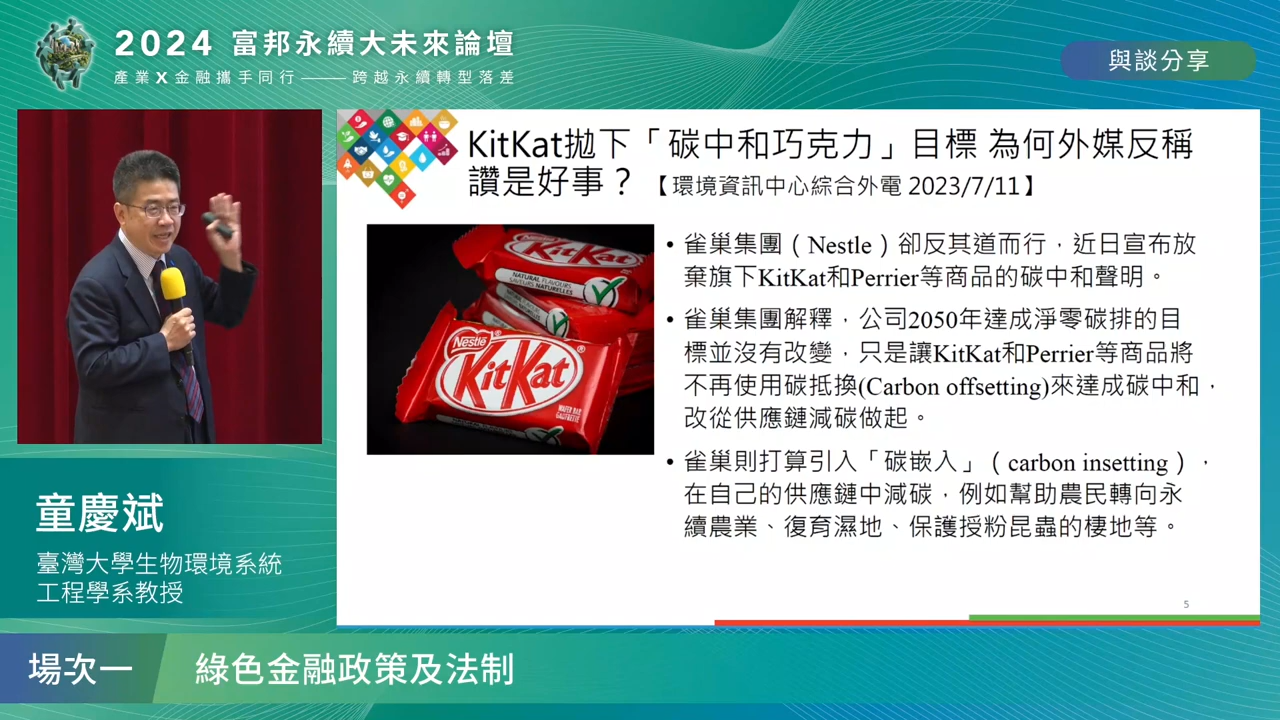 2024 富邦永續大未來論壇
產業X金融攜手同行——跨越永續轉型落差
與談分享
KitKat拋下「碳中和巧克力」目標 為何外媒反稱
讚是好事？【環境資訊中心綜合外電 2023/7/11】
Nestlé
KitKat
NATURAL FLAVOURS
SAVEURS NATURELLES
Nestlé
KitKat
WAFER BAR
GAUFRETTE
• 雀巢集團（Nestle）卻反其道而行，近日宣布放
棄旗下KitKat和Perrier等商品的碳中和聲明。
• 雀巢集團解釋，公司2050年達成淨零碳排的目
標並沒有改變，只是讓KitKat和Perrier等商品將
不再使用碳抵換(Carbon offsetting)來達成碳中和，
改從供應鏈減碳做起。
• 雀巢則打算引入「碳嵌入」（carbon insetting），
在自己的供應鏈中減碳，例如幫助農民轉向永
續農業、復育濕地、保護授粉昆蟲的棲地等。
5
童慶斌
臺灣大學生物環境系統
工程學系教授
場次一
綠色金融政策及法制